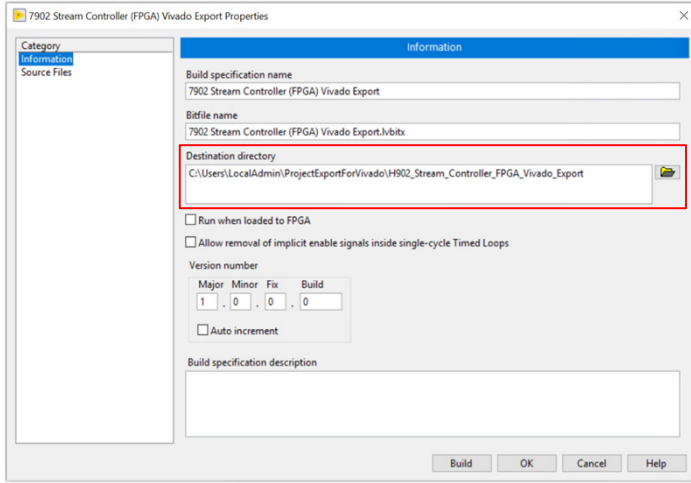 7902 Stream Controller (FPGA) Vivado Export Properties
Category
Information
Source Files
Information
Build specification name
7902 Stream Controller (FPGA) Vivado Export
Bitfile name
7902 Stream Controller (FPGA) Vivado Export.lvbitx
Destination directory
C:\Users\LocalAdmin\ProjectExportForVivado\H902_Stream_Controller_FPGA_Vivado_Export
Run when loaded to FPGA
Allow removal of implicit enable signals inside single-cycle Timed Loops
Version number
Major Minor Fix Build
1 . 0 . 0 . 0
Auto increment
Build specification description
Build OK Cancel Help